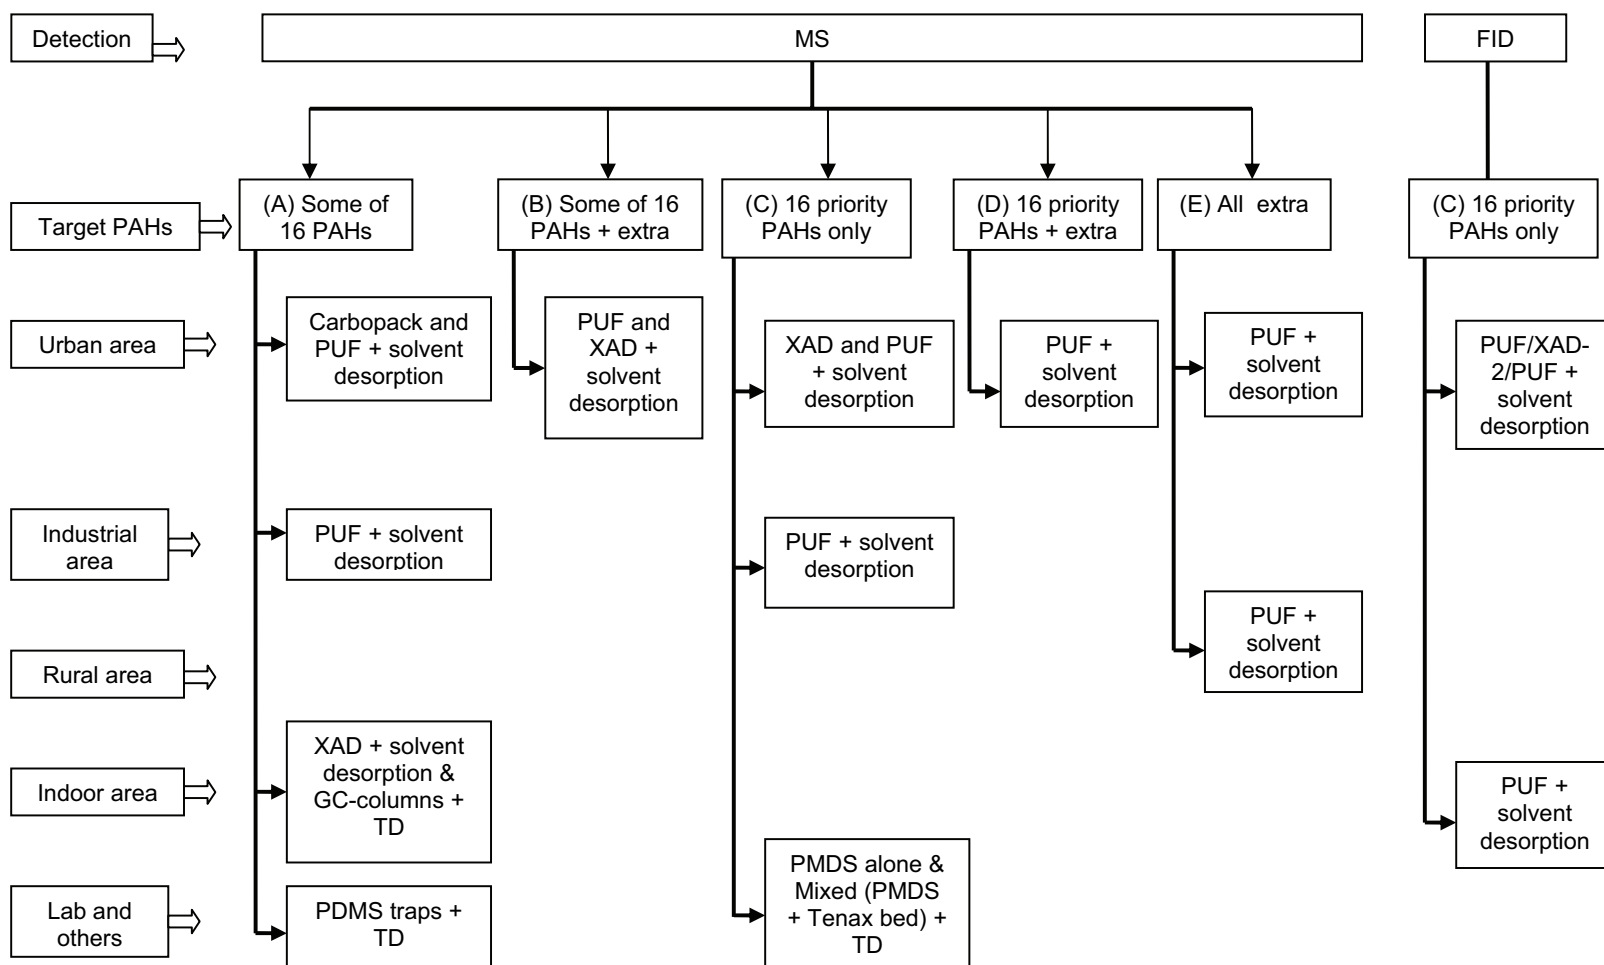 Detection
MS
FID
Target PAHs
(A) Some of
16 PAHs
(B) Some of 16
PAHs + extra
(C) 16 priority
PAHs only
(D) 16 priority
PAHs + extra
(E) All extra
(C) 16 priority
PAHs only
Urban area
Carbopack and
PUF + solvent
desorption
PUF and
XAD +
solvent
desorption
XAD and PUF
+ solvent
desorption
PUF +
solvent
desorption
PUF +
solvent
desorption
PUF/XAD-
2/PUF +
solvent
desorption
Industrial
area
PUF + solvent
desorption
PUF + solvent
desorption
PUF +
solvent
desorption
Rural area
Indoor area
XAD + solvent
desorption &
GC-columns +
TD
PUF +
solvent
desorption
Lab and
others
PDMS traps +
TD
PMDS alone &
Mixed (PMDS
+ Tenax bed) +
TD